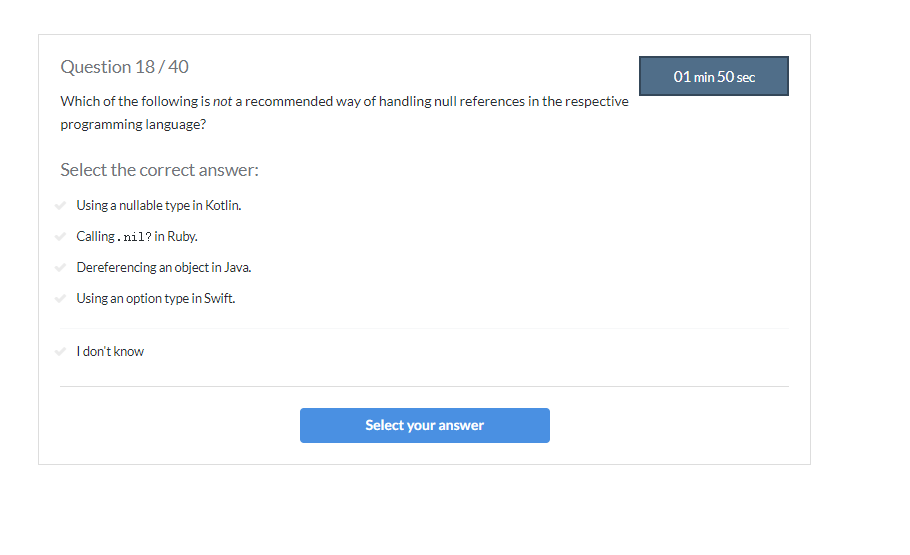 Question 18 / 40
01 min 50 sec
Which of the following is not a recommended way of handling null references in the respective
programming language?
Select the correct answer:
Using a nullable type in Kotlin.
Calling .nil? in Ruby.
Dereferencing an object in Java.
Using an option type in Swift.
I don't know
Select your answer